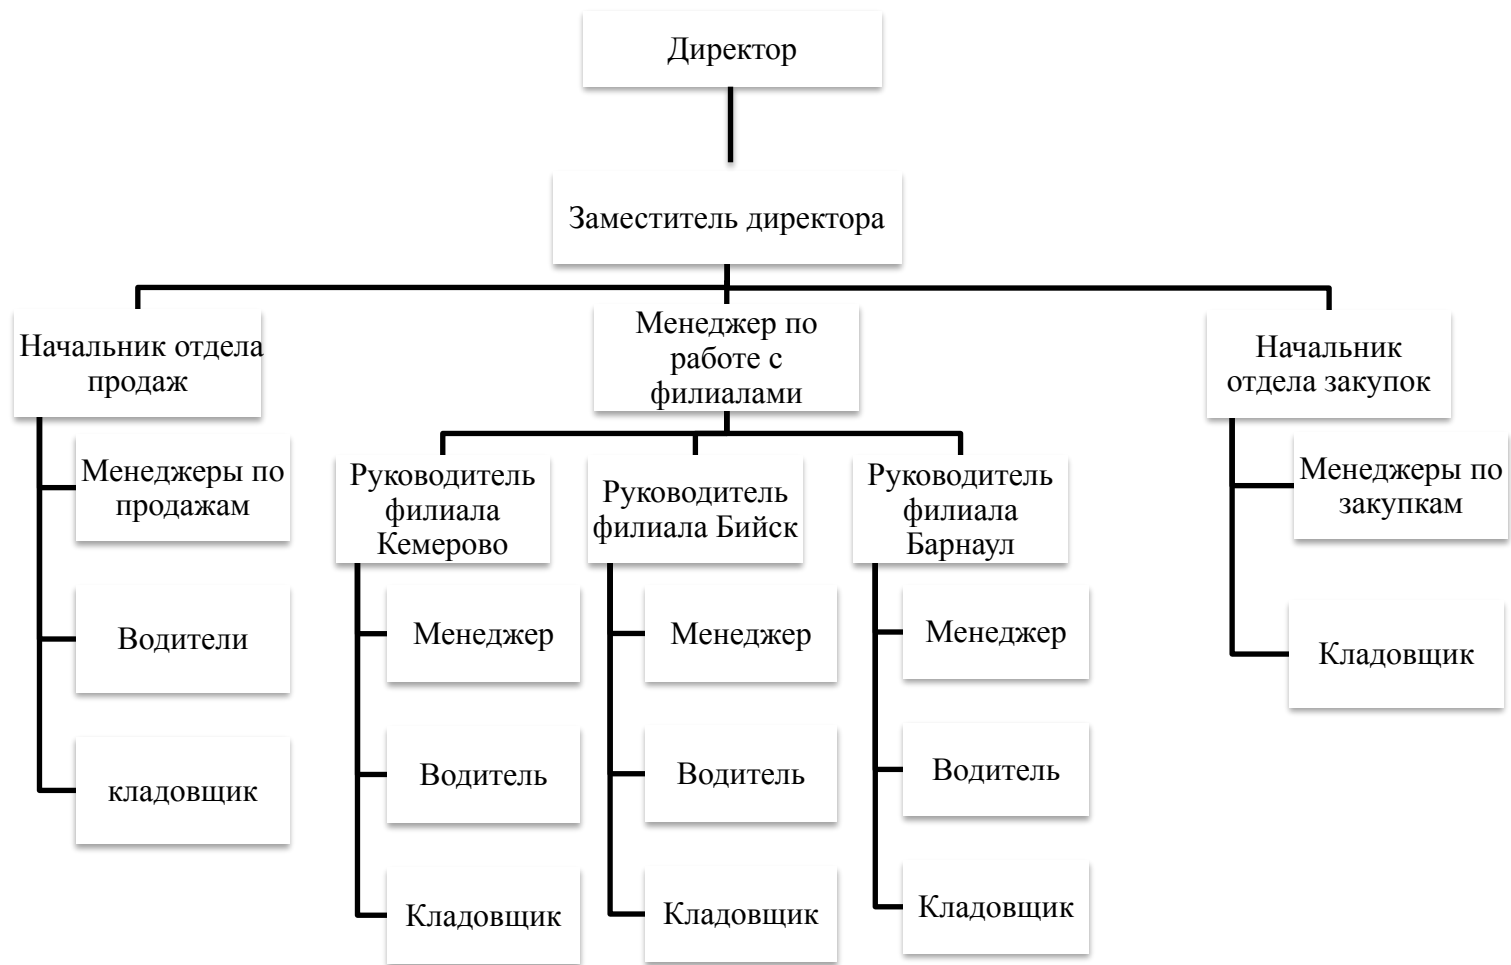 Директор
Заместитель директора
Начальник отдела
продаж
Менеджеры по
продажам
Водители
кладовщик
Менеджер по
работе с
филиалами
Руководитель
филиала
Кемерово
Менеджер
Водитель
Кладовщик
Руководитель
филиала Бийск
Менеджер
Водитель
Кладовщик
Руководитель
филиала
Барнаул
Менеджер
Водитель
Кладовщик
Начальник
отдела закупок
Менеджеры по
закупкам
Кладовщик